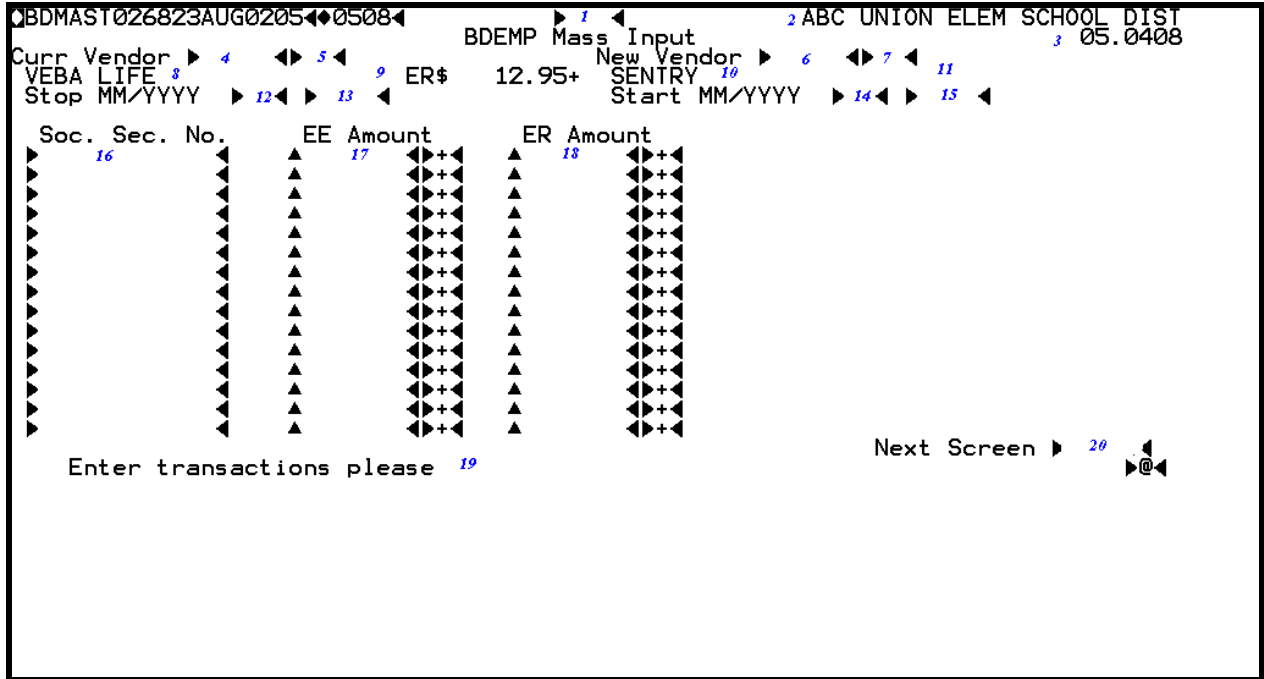 BDMAST026823AUG0205◀◆0508◀ ▶ 1 ◀ 2 ABC UNION ELEM SCHOOL DIST
BDEMP Mass Input 3 05.0408
Curr Vendor ▶ 4 ◀▶ 5 ◀ New Vendor ▶ 6 ◀▶ 7 ◀
VEBA LIFE 8 9 ER$ 12.95+ SENTRY 10 11
Stop MM/YYYY ▶ 12 ◀ ▶ 13 ◀ Start MM/YYYY ▶ 14 ◀ ▶ 15 ◀
Soc. Sec. No. EE Amount ER Amount
▶ 16 ◀ ▲ 17 ◀▶+◀ ▲ 18 ◀▶+◀
▶ ◀ ▲ ◀▶+◀ ▲ ◀▶+◀
▶ ◀ ▲ ◀▶+◀ ▲ ◀▶+◀
▶ ◀ ▲ ◀▶+◀ ▲ ◀▶+◀
▶ ◀ ▲ ◀▶+◀ ▲ ◀▶+◀
▶ ◀ ▲ ◀▶+◀ ▲ ◀▶+◀
▶ ◀ ▲ ◀▶+◀ ▲ ◀▶+◀
▶ ◀ ▲ ◀▶+◀ ▲ ◀▶+◀
▶ ◀ ▲ ◀▶+◀ ▲ ◀▶+◀
▶ ◀ ▲ ◀▶+◀ ▲ ◀▶+◀
▶ ◀ ▲ ◀▶+◀ ▲ ◀▶+◀
▶ ◀ ▲ ◀▶+◀ ▲ ◀▶+◀
▶ ◀ ▲ ◀▶+◀ ▲ ◀▶+◀
▶ ◀ ▲ ◀▶+◀ ▲ ◀▶+◀
▶ ◀ ▲ ◀▶+◀ ▲ ◀▶+◀
Next Screen ▶ 20 ◀
Enter transactions please 19 ▶@◀